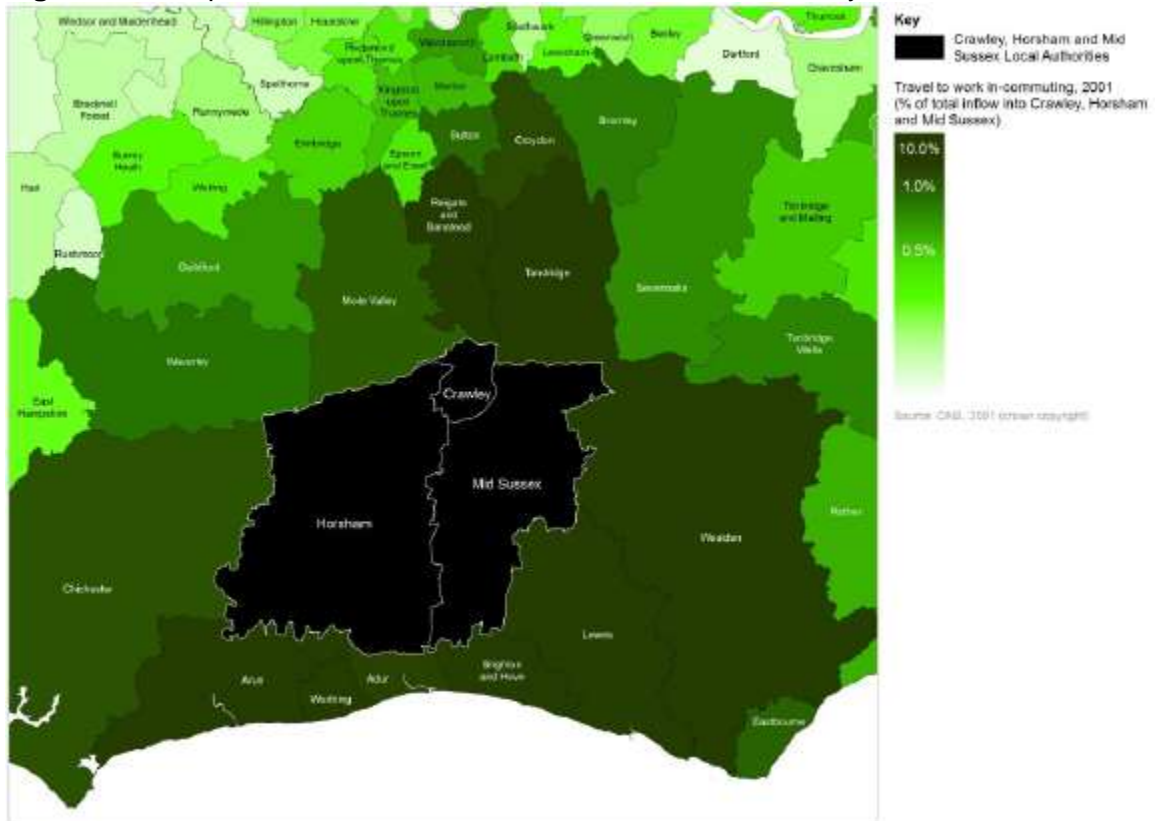 Key
Crawley, Horsham and Mid
Sussex Local Authorities
Travel to work in-commuting, 2001
(% of total inflow into Crawley, Horsham
and Mid Sussex)
10.0%
1.0%
0.5%
Source: ONS, 2001 (crown copyright)
Windsor and Maidenhead
Hillingdon
Hounslow
Wandsworth
Southwark
Greenwich
Bexley
Thurrock
Richmond
upon Thames
Lambeth
Lewisham
Dartford
Gravesham
Spelthorne
Bracknell
Forest
Runnymede
Kingston
upon
Thames
Merton
Bromley
Sutton
Croydon
Elmbridge
Epsom
and Ewell
Surrey
Heath
Woking
Hart
Rushmoor
Reigate
and
Banstead
Tonbridge
and Malling
Guildford
Mole Valley
Tandridge
Sevenoaks
Waverley
Tunbridge
Wells
East
Hampshire
Crawley
Mid Sussex
Horsham
Rother
Wealden
Chichester
Lewes
Arun
Adur
Worthing
Brighton
and Hove
Eastbourne